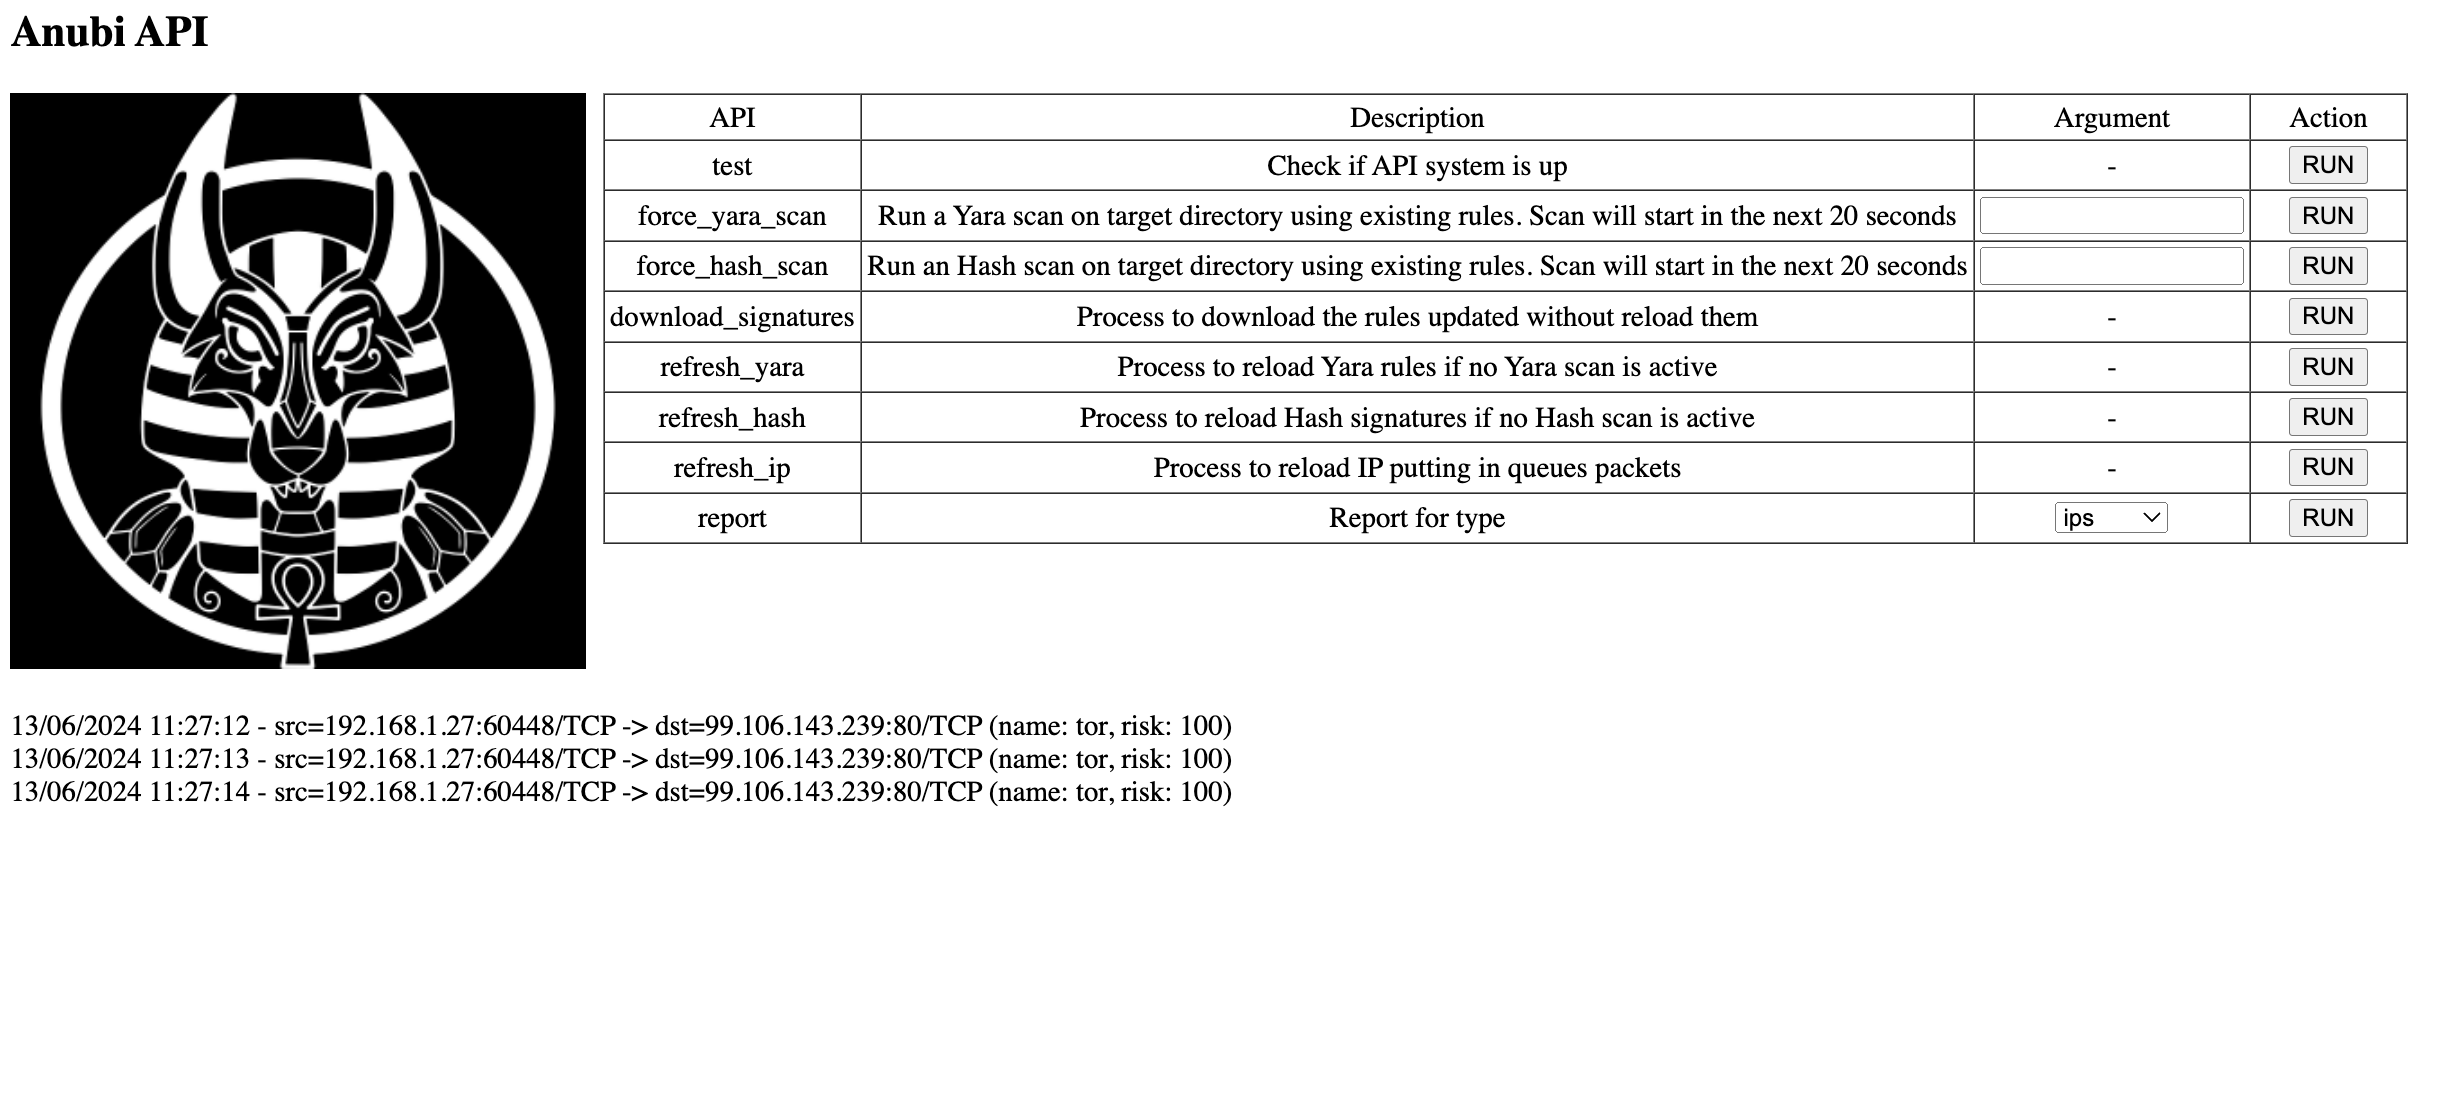 Anubi API
API Description Argument Action
test Check if API system is up - RUN
force_yara_scan Run a Yara scan on target directory using existing rules. Scan will start in the next 20 seconds RUN
force_hash_scan Run an Hash scan on target directory using existing rules. Scan will start in the next 20 seconds RUN
download_signatures Process to download the rules updated without reload them - RUN
refresh_yara Process to reload Yara rules if no Yara scan is active - RUN
refresh_hash Process to reload Hash signatures if no Hash scan is active - RUN
refresh_ip Process to reload IP putting in queues packets - RUN
report Report for type ips RUN
13/06/2024 11:27:12 - src=192.168.1.27:60448/TCP -> dst=99.106.143.239:80/TCP (name: tor, risk: 100)
13/06/2024 11:27:13 - src=192.168.1.27:60448/TCP -> dst=99.106.143.239:80/TCP (name: tor, risk: 100)
13/06/2024 11:27:14 - src=192.168.1.27:60448/TCP -> dst=99.106.143.239:80/TCP (name: tor, risk: 100)